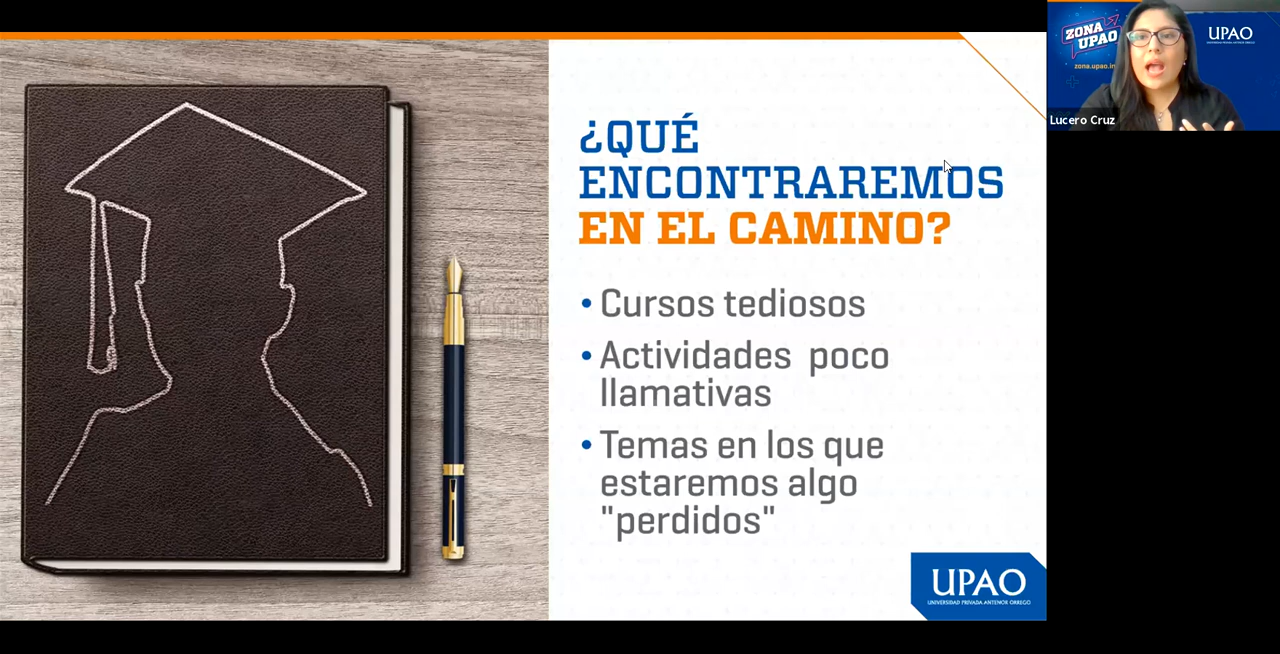 ¿QUÉ
ENCONTRAREMOS
EN EL CAMINO?
• Cursos tediosos
• Actividades poco
llamativas
• Temas en los que
estaremos algo
"perdidos"
UPAO
UNIVERSIDAD PRIVADA ANTENOR ORREGO
ZONA
UPAO
zona.upao.in
UPAO
Lucero Cruz